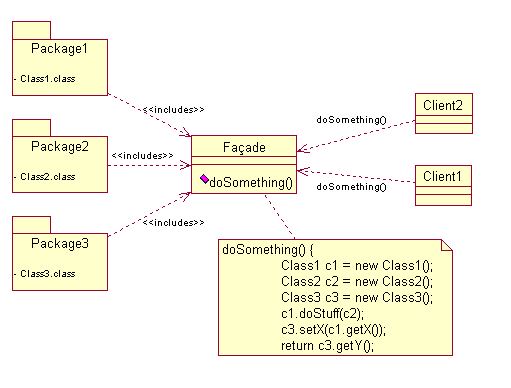 Package1
- Class1.class
<<includes>>
Package2
- Class2.class
<<includes>>
Package3
- Class3.class
<<includes>>
Façade
doSomething()
doSomething()
Client2
doSomething()
Client1
doSomething() {
Class1 c1 = new Class1();
Class2 c2 = new Class2();
Class3 c3 = new Class3();
c1.doStuff(c2);
c3.setX(c1.getX());
return c3.getY();